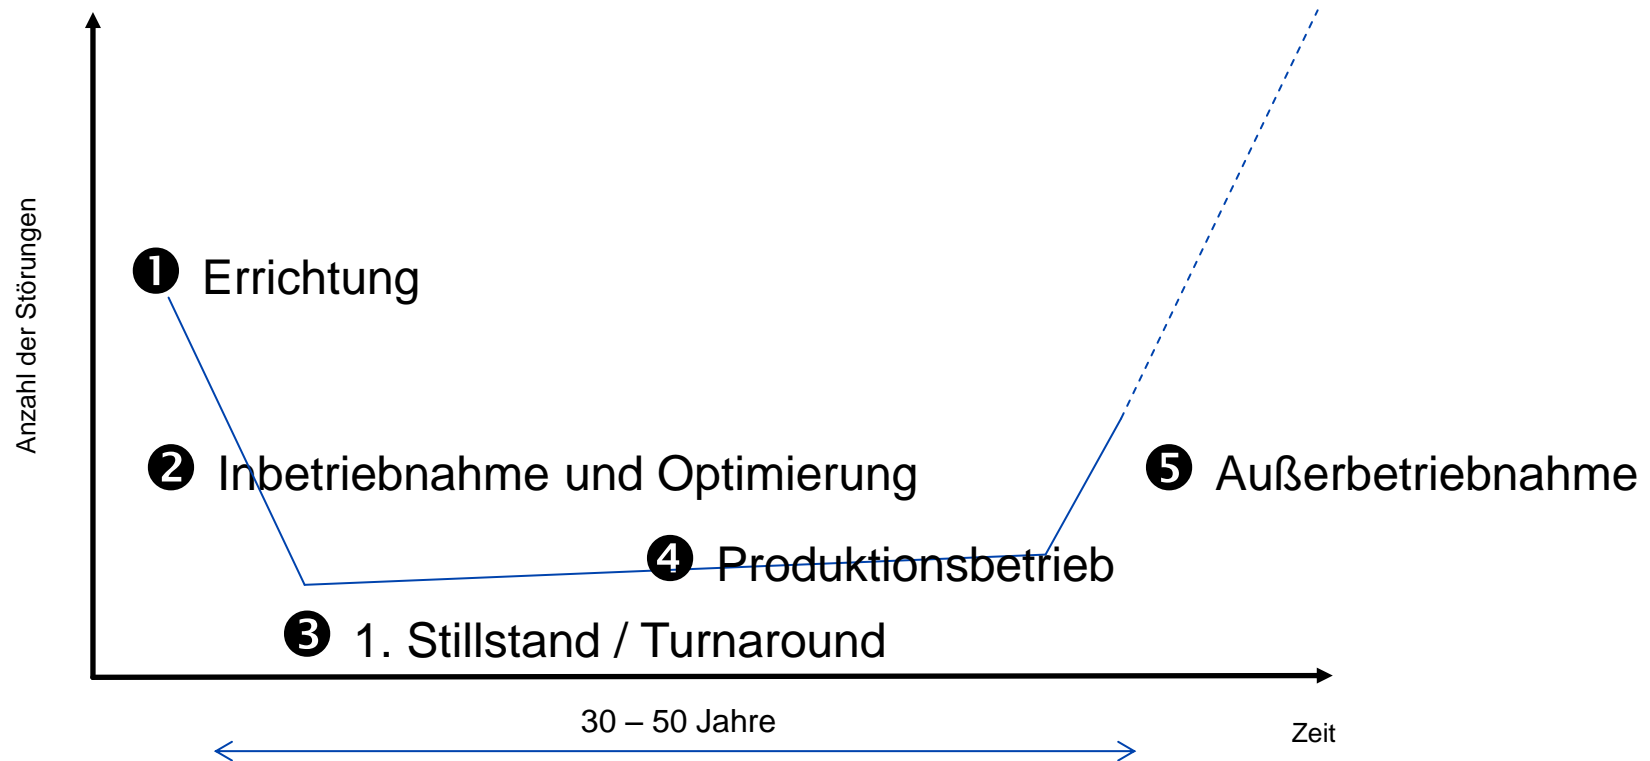 Anzahl der Störungen
❶ Errichtung
❷ Inbetriebnahme und Optimierung
❺ Außerbetriebnahme
❹ Produktionsbetrieb
❸ 1. Stillstand / Turnaround
30 – 50 Jahre
Zeit